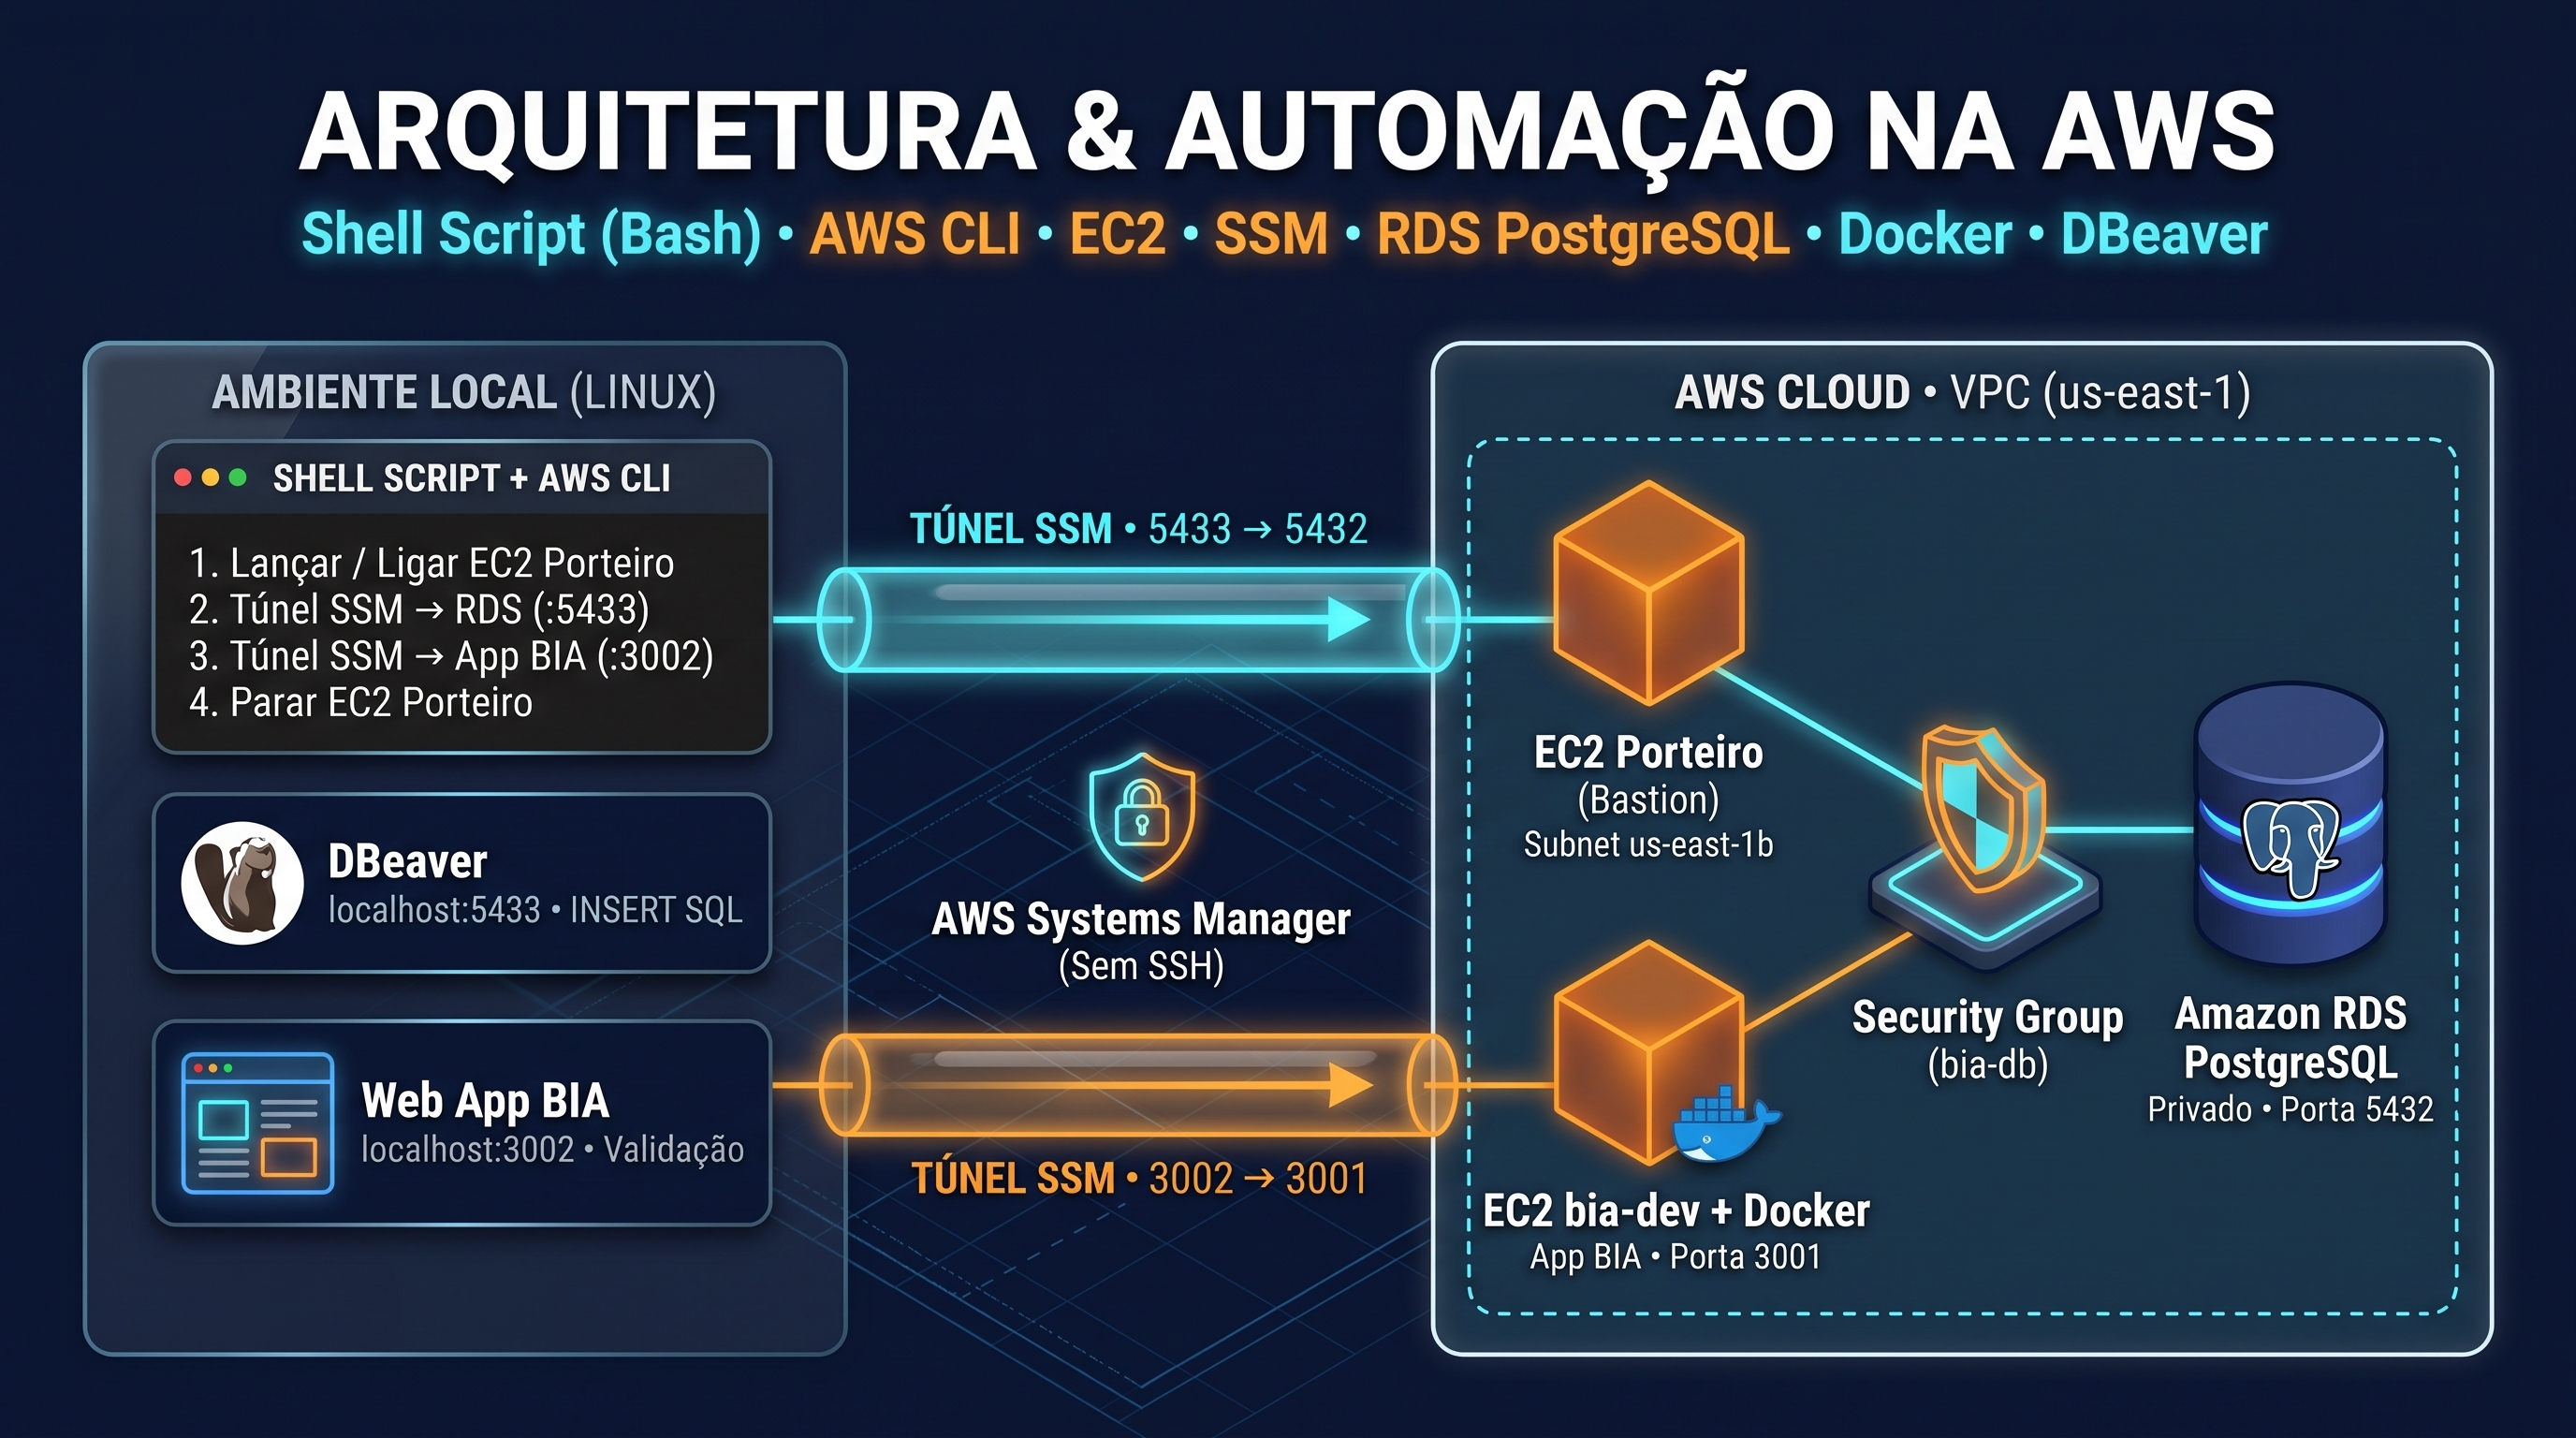 ARQUITETURA & AUTOMAÇÃO NA AWS
Shell Script (Bash) • AWS CLI • EC2 • SSM • RDS PostgreSQL • Docker • DBeaver
AMBIENTE LOCAL (LINUX)
SHELL SCRIPT + AWS CLI
1. Lançar / Ligar EC2 Porteiro
2. Túnel SSM → RDS (:5433)
3. Túnel SSM → App BIA (:3002)
4. Parar EC2 Porteiro
DBeaver
localhost:5433 • INSERT SQL
Web App BIA
localhost:3002 • Validação
TÚNEL SSM • 5433 → 5432
AWS Systems Manager
(Sem SSH)
TÚNEL SSM • 3002 → 3001
AWS CLOUD • VPC (us-east-1)
EC2 Porteiro
(Bastion)
Subnet us-east-1b
EC2 bia-dev + Docker
App BIA • Porta 3001
Security Group
(bia-db)
Amazon RDS
PostgreSQL
Privado • Porta 5432